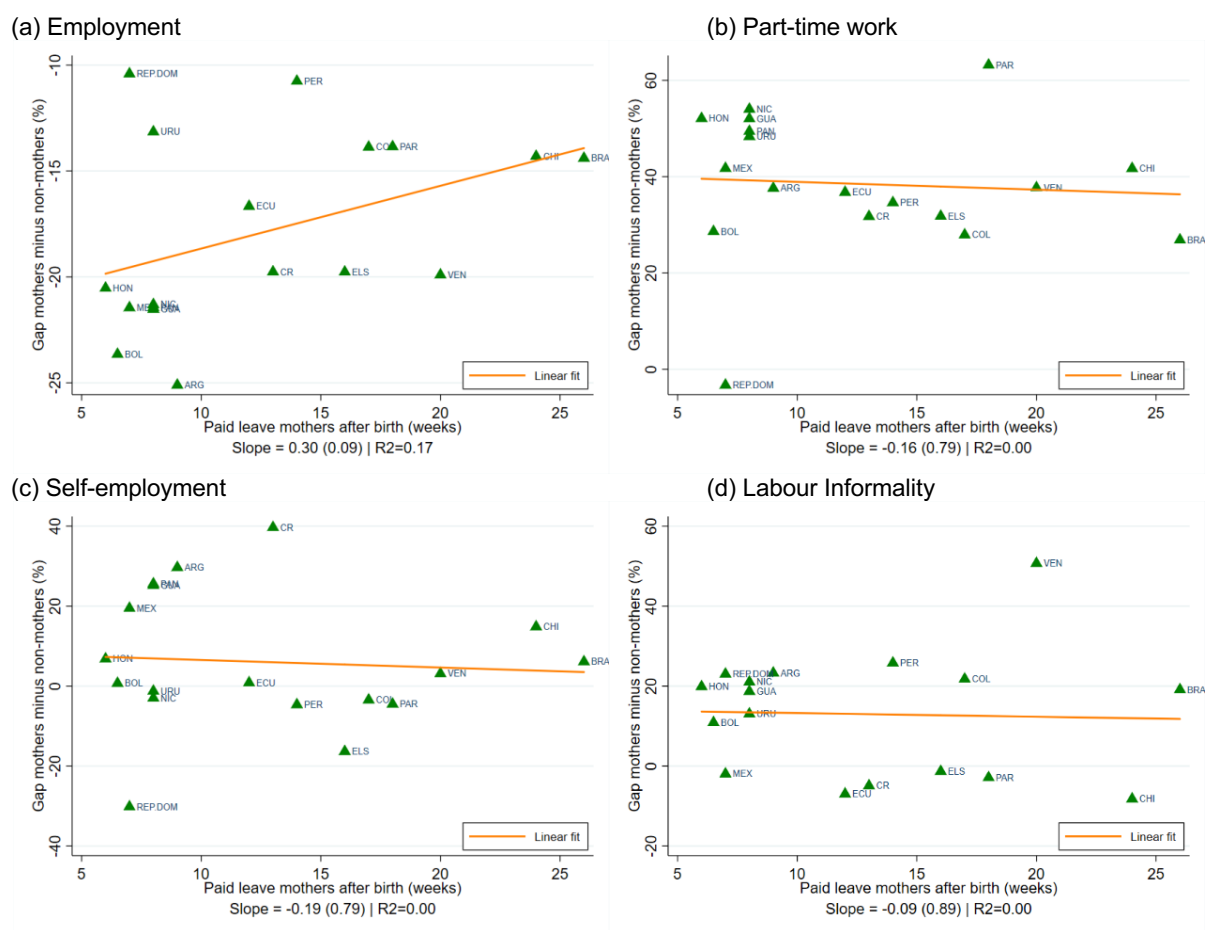 (a) Employment
Gap mothers minus non-mothers (%)
-10
-15
-20
-25
REP.DOM
PER
URU
COL
PAR
CHI
BRA
ECU
CR
ELS
VEN
HON
NIC
MEX
PAN
GUA
BOL
ARG
Linear fit
5 10 15 20 25
Paid leave mothers after birth (weeks)
Slope = 0.30 (0.09) | R2=0.17
(b) Part-time work
Gap mothers minus non-mothers (%)
60
40
20
0
PAR
NIC
HON
GUA
PAN
URU
MEX
CHI
ARG
ECU
VEN
PER
CR
ELS
BOL
COL
BRA
REP.DOM
Linear fit
5 10 15 20 25
Paid leave mothers after birth (weeks)
Slope = -0.16 (0.79) | R2=0.00
(c) Self-employment
Gap mothers minus non-mothers (%)
40
20
0
-20
-40
CR
ARG
PAN
GUA
MEX
CHI
HON
BRA
VEN
BOL
ECU
URU
NIC
COL
PER
PAR
ELS
REP.DOM
Linear fit
5 10 15 20 25
Paid leave mothers after birth (weeks)
Slope = -0.19 (0.79) | R2=0.00
(d) Labour Informality
Gap mothers minus non-mothers (%)
60
40
20
0
-20
VEN
PER
REP.DOM
ARG
COL
NIC
HON
GUA
BRA
URU
BOL
MEX
ELS
PAR
CR
ECU
CHI
Linear fit
5 10 15 20 25
Paid leave mothers after birth (weeks)
Slope = -0.09 (0.89) | R2=0.00